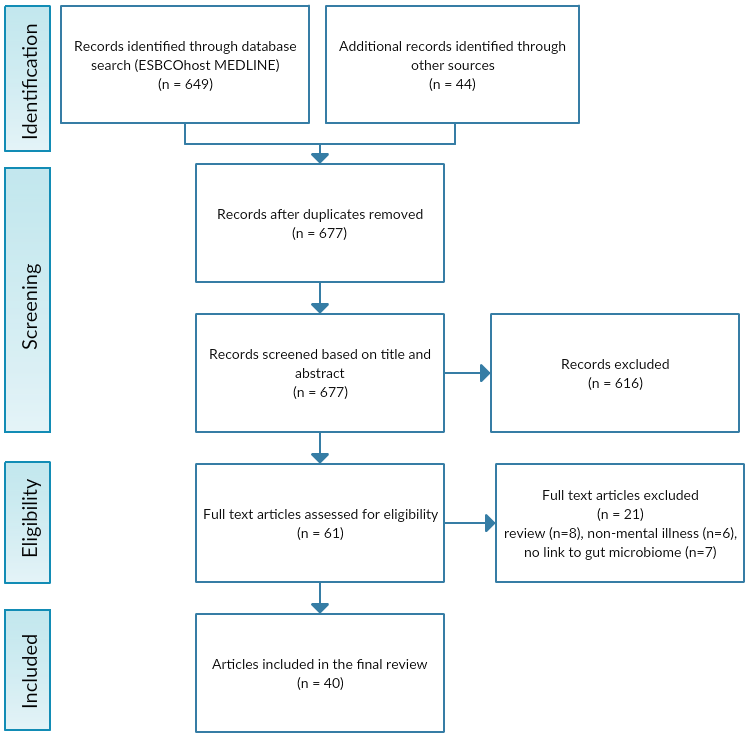 Identification
Records identified through database
search (ESBCOhost MEDLINE)
(n = 649)
Additional records identified through
other sources
(n = 44)
Screening
Records after duplicates removed
(n = 677)
Records screened based on title and
abstract
(n = 677)
Records excluded
(n = 616)
Eligibility
Full text articles assessed for eligibility
(n = 61)
Full text articles excluded
(n = 21)
review (n=8), non-mental illness (n=6),
no link to gut microbiome (n=7)
Included
Articles included in the final review
(n = 40)